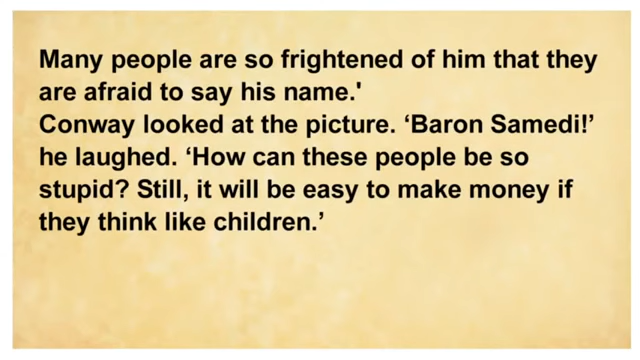 Many people are so frightened of him that they
are afraid to say his name.'
Conway looked at the picture. ‘Baron Samedi!’
he laughed. ‘How can these people be so
stupid? Still, it will be easy to make money if
they think like children.’